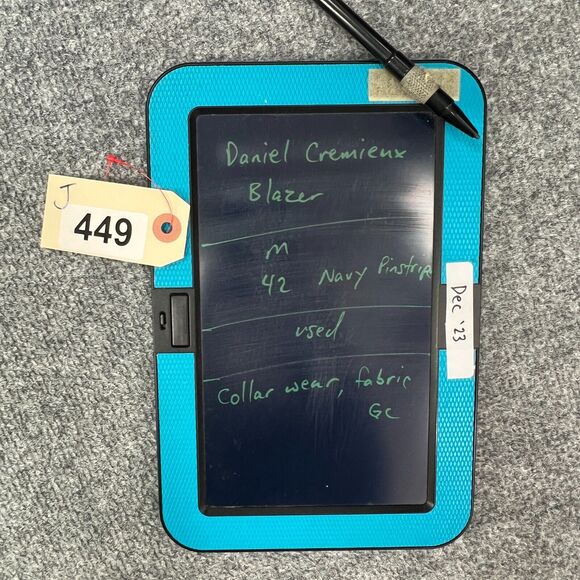 Daniel Cremieux
Blazer
M
42 Navy Pinstripe
used
Collar wear, fabric
GC
J
449
Dec '23